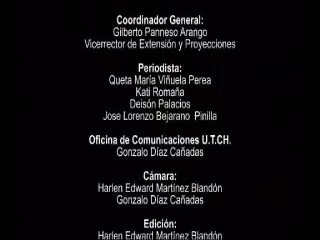 Coordinador General:
Gilberto Panneso Arango
Vicerrector de Extensión y Proyecciones
Periodista:
Queta María Viñuela Perea
Kati Romaña
Deisón Palacios
Jose Lorenzo Bejarano Pinilla
Oficina de Comunicaciones U.T.CH.
Gonzalo Díaz Cañadas
Cámara:
Harlen Edward Martínez Blandón
Gonzalo Díaz Cañadas
Edición:
Harlen Edward Martínez Blandón